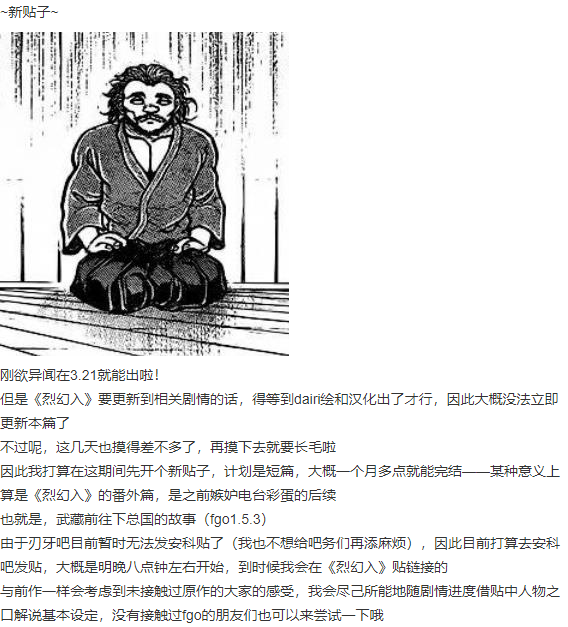 ~新贴子~
刚欲异闻在3.21就能出啦！
但是《烈幻入》要更新到相关剧情的话，得等到dairi绘和汉化出了才行，因此大概没法立即
更新本篇了
不过呢，这几天也摸得差不多了，再摸下去就要长毛啦
因此我打算在这期间先开个新贴子，计划是短篇，大概一个月多点就能完结——某种意义上
算是《烈幻入》的番外篇，是之前嫉妒电台彩蛋的后续
也就是，武藏前往下总国的故事（fgo1.5.3）
由于刃牙吧目前暂时无法发安科贴了（我也不想给吧务们再添麻烦），因此目前打算去安科
吧发贴，大概是明晚八点钟左右开始，到时候我会在《烈幻入》贴链接的
与前作一样会考虑到未接触过原作的大家的感受，我会尽己所能地随剧情进度借贴中人物之
口解说基本设定，没有接触过fgo的朋友们也可以来尝试一下哦